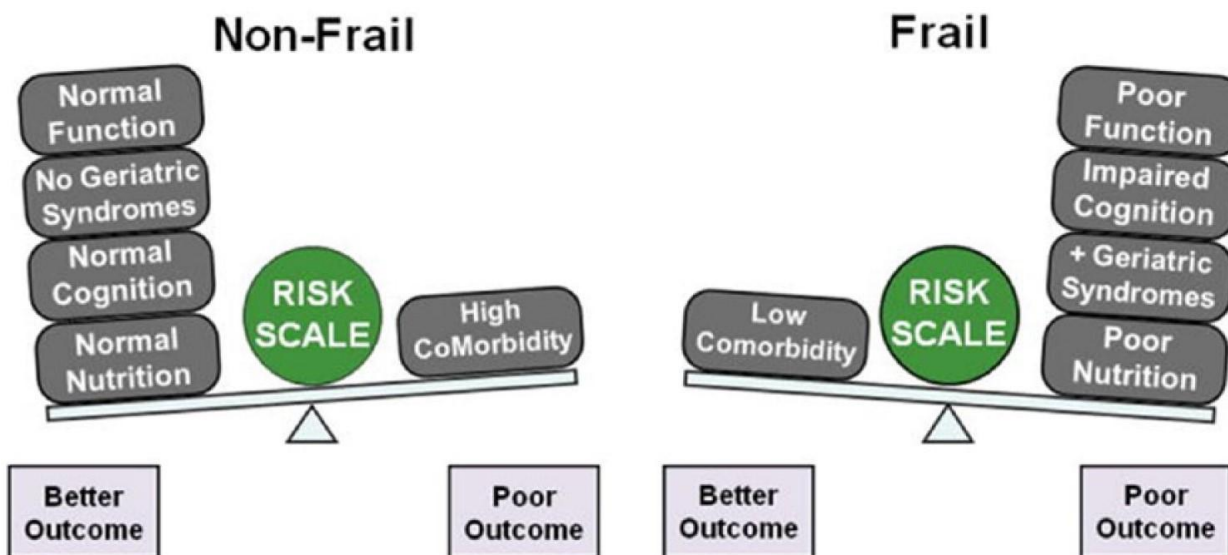 Non-Frail
Normal
Function
No Geriatric
Syndromes
Normal
Cognition
Normal
Nutrition
RISK
SCALE
High
CoMorbidity
Better
Outcome
Poor
Outcome
Frail
Low
Comorbidity
RISK
SCALE
Poor
Function
Impaired
Cognition
+ Geriatric
Syndromes
Poor
Nutrition
Better
Outcome
Poor
Outcome